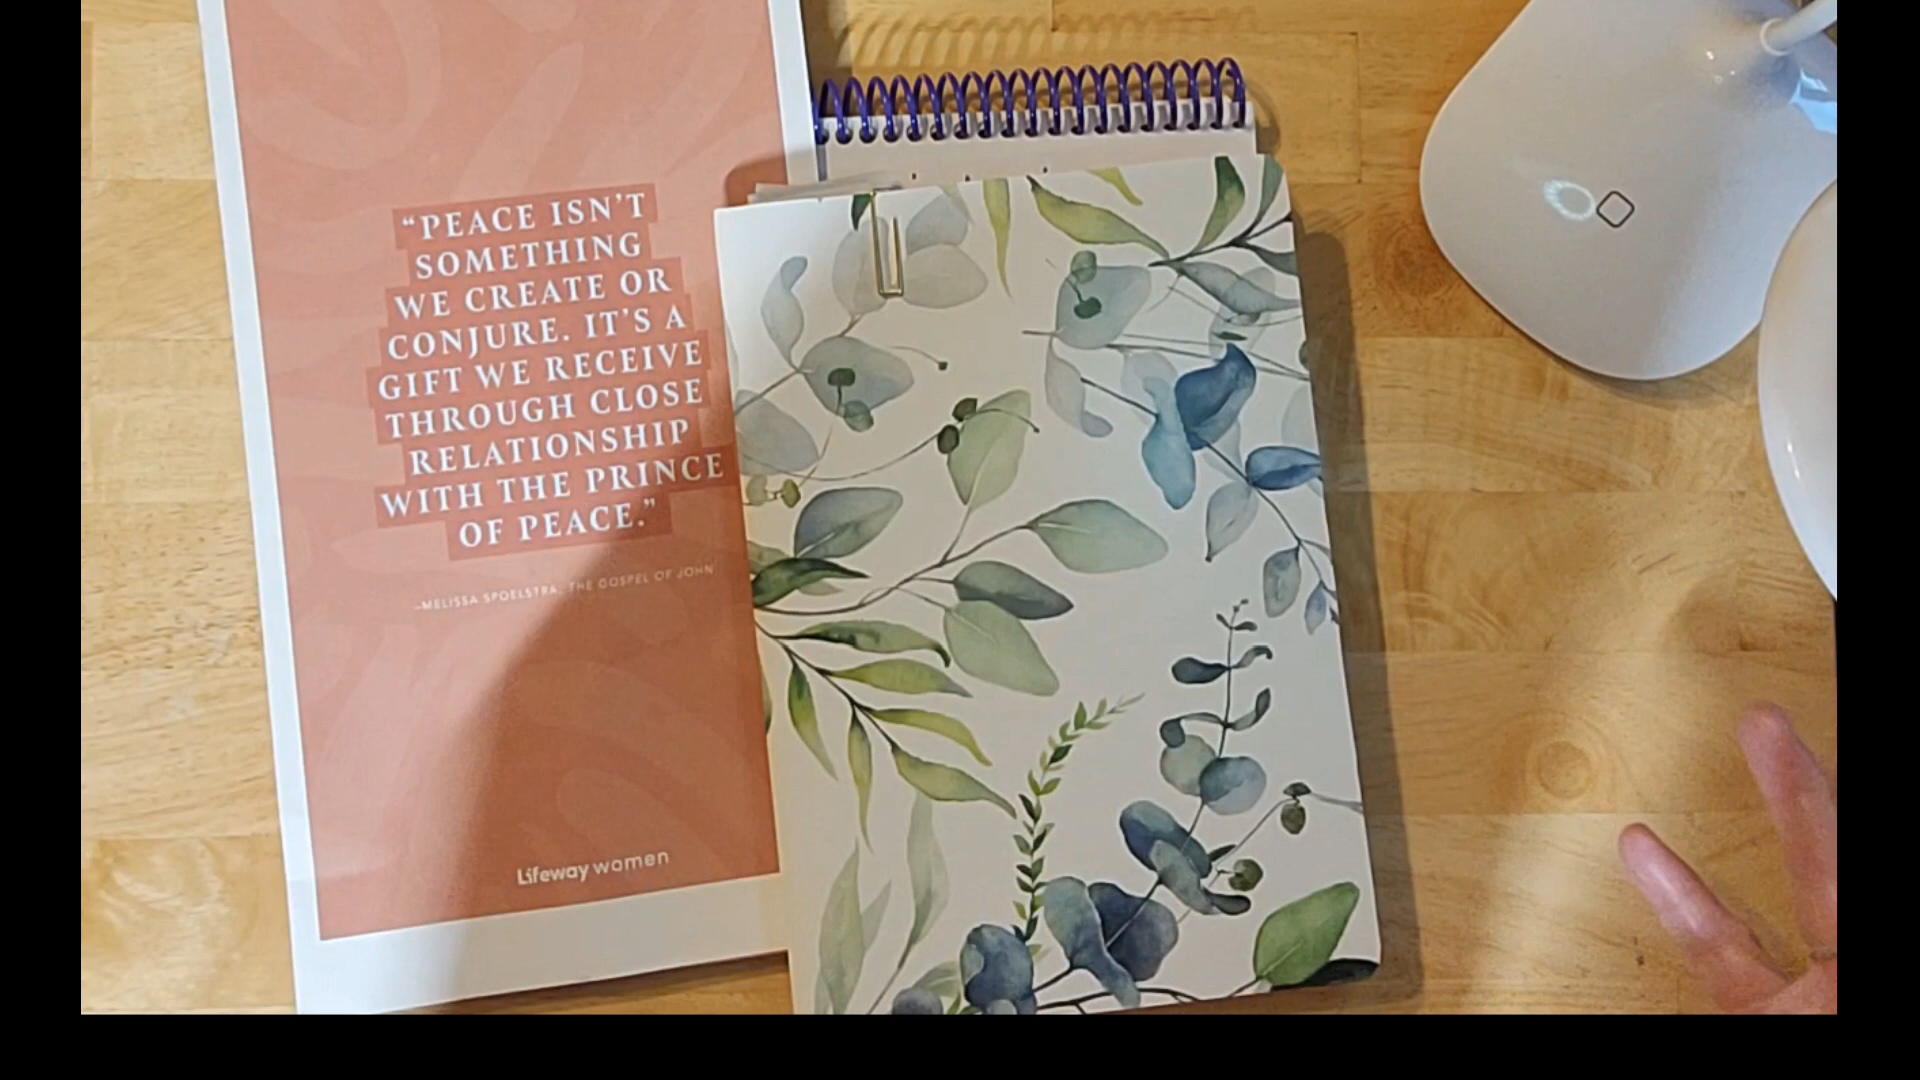 “PEACE ISN’T
SOMETHING
WE CREATE OR
CONJURE. IT’S A
GIFT WE RECEIVE
THROUGH CLOSE
RELATIONSHIP
WITH THE PRINCE
OF PEACE.”
–MELISSA SPOELSTRA, THE GOSPEL OF JOHN
Lifeway women